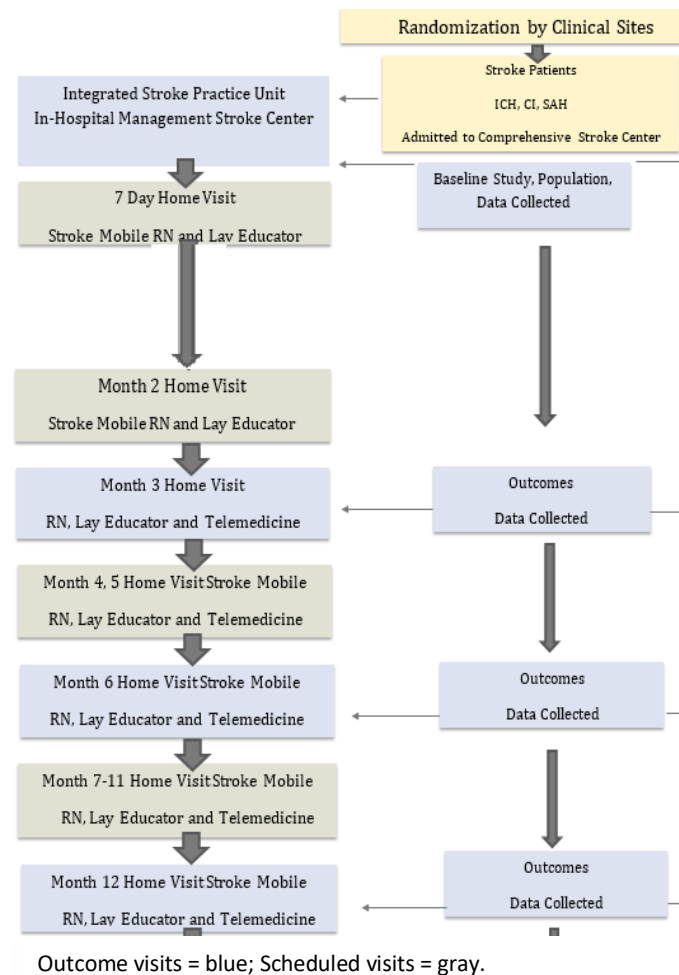 Randomization by Clinical Sites
Stroke Patients
ICH, CI, SAH
Admitted to Comprehensive Stroke Center
Integrated Stroke Practice Unit
In-Hospital Management Stroke Center
Baseline Study, Population,
Data Collected
7 Day Home Visit
Stroke Mobile RN and Lay Educator
Month 2 Home Visit
Stroke Mobile RN and Lay Educator
Month 3 Home Visit
RN, Lay Educator and Telemedicine
Outcomes
Data Collected
Month 4, 5 Home Visit Stroke Mobile
RN, Lay Educator and Telemedicine
Month 6 Home Visit Stroke Mobile
RN, Lay Educator and Telemedicine
Outcomes
Data Collected
Month 7-11 Home Visit Stroke Mobile
RN, Lay Educator and Telemedicine
Month 12 Home Visit Stroke Mobile
RN, Lay Educator and Telemedicine
Outcomes
Data Collected
Outcome visits = blue; Scheduled visits = gray.